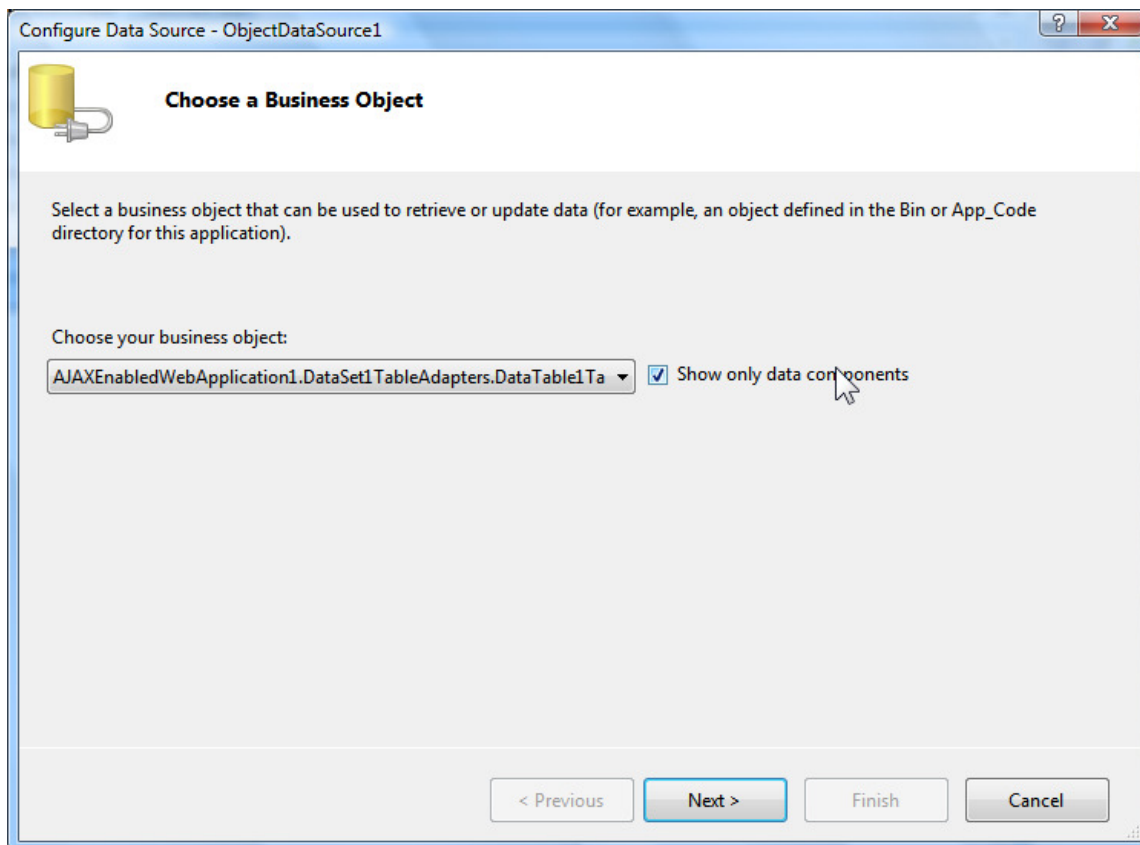 Configure Data Source - ObjectDataSource1
Choose a Business Object
Select a business object that can be used to retrieve or update data (for example, an object defined in the Bin or App_Code
directory for this application).
Choose your business object:
AJAXEnabledWebApplication1.DataSet1TableAdapters.DataTable1Ta
Show only data components
< Previous
Next >
Finish
Cancel